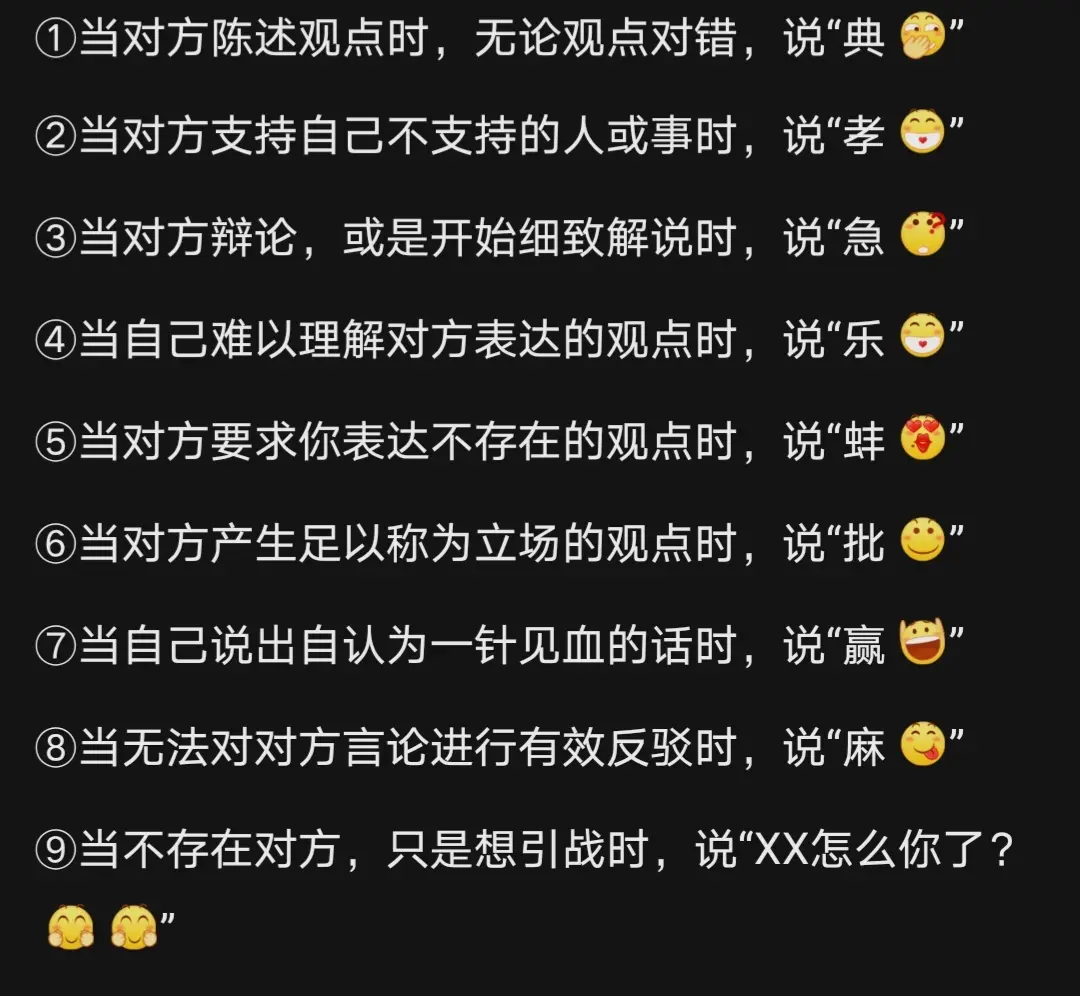 ①当对方陈述观点时，无论观点对错，说“典🤭”
②当对方支持自己不支持的人或事时，说“孝😁”
③当对方辩论，或是开始细致解说时，说“急🤔”
④当自己难以理解对方表达的观点时，说“乐😁”
⑤当对方要求你表达不存在的观点时，说“蚌😍”
⑥当对方产生足以称为立场的观点时，说“批🙂”
⑦当自己说出自认为一针见血的话时，说“赢😃”
⑧当无法对对方言论进行有效反驳时，说“麻😋”
⑨当不存在对方，只是想引战时，说“XX怎么你了？
🤗🤗”